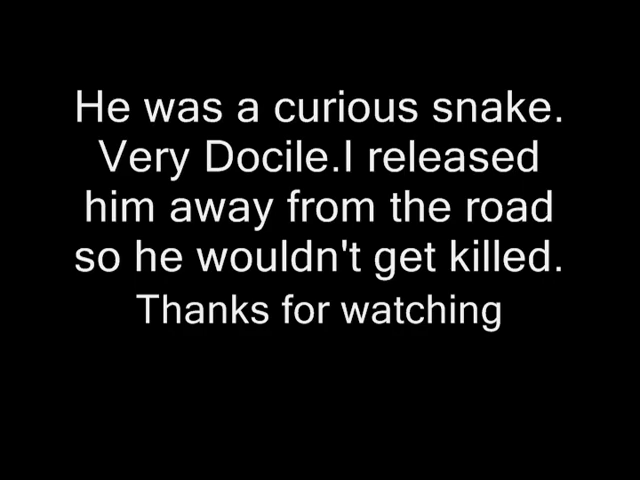 He was a curious snake.
Very Docile.I released
him away from the road
so he wouldn't get killed.
Thanks for watching